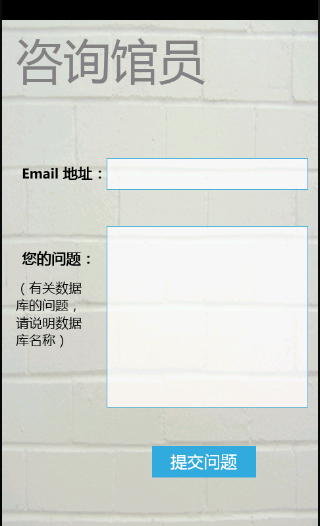 咨询馆员
Email 地址：
您的问题：
（有关数据
库的问题，
请说明数据
库名称）
提交问题